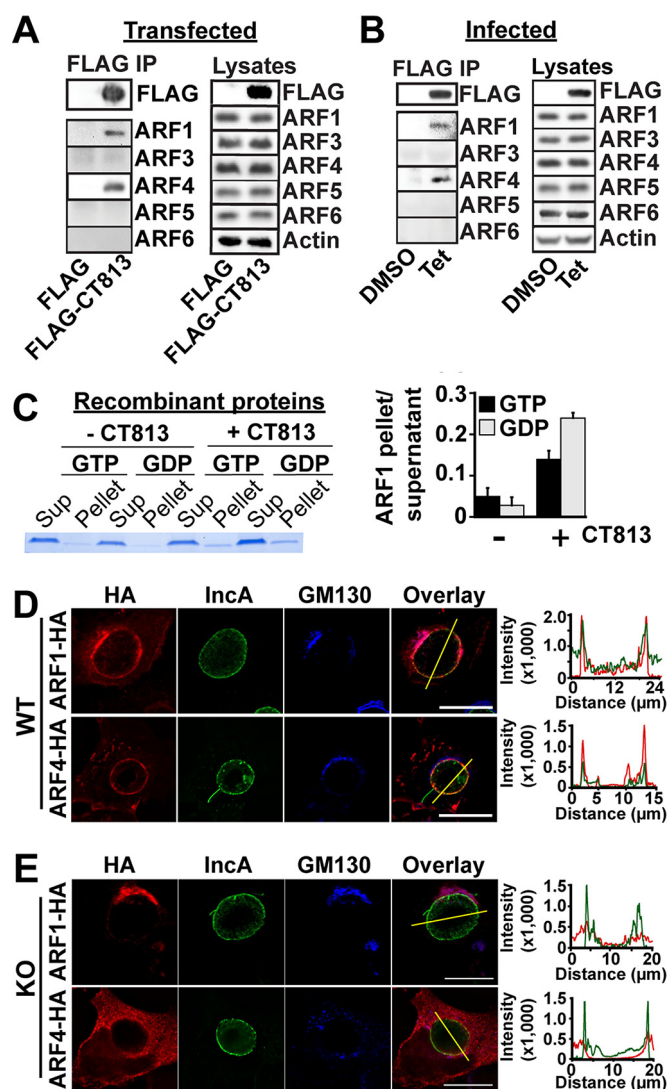 A
Transfected
FLAG IP
Lysates
FLAG
FLAG
ARF1
ARF1
ARF3
ARF3
ARF4
ARF4
ARF5
ARF5
ARF6
ARF6
Actin
FLAG
FLAG-CT813
FLAG
FLAG-CT813
B
Infected
FLAG IP
Lysates
FLAG
FLAG
ARF1
ARF1
ARF3
ARF3
ARF4
ARF4
ARF5
ARF5
ARF6
ARF6
Actin
DMSO
Tet
DMSO
Tet
C
Recombinant proteins
- CT813 + CT813
GTP GDP GTP GDP
Sup Pellet Sup Pellet Sup Pellet Sup Pellet
ARF1 pellet/
supernatant
0.3
0.2
0.1
0
GTP
GDP
- + CT813
D
HA IncA GM130 Overlay
WT
ARF1-HA
ARF4-HA
Intensity
(x1,000)
2.0
1.5
1.0
0.5
0
0 12 24
Distance (µm)
Intensity
(x1,000)
1.5
1.0
0.5
0
0 5 10 15
Distance (µm)
E
HA IncA GM130 Overlay
KO
ARF1-HA
ARF4-HA
Intensity
(x1,000)
1.5
1.0
0.5
0
0 10 20
Distance (µm)
Intensity
(x1,000)
1.5
1.0
0.5
0
0 10 20
Distance (µm)